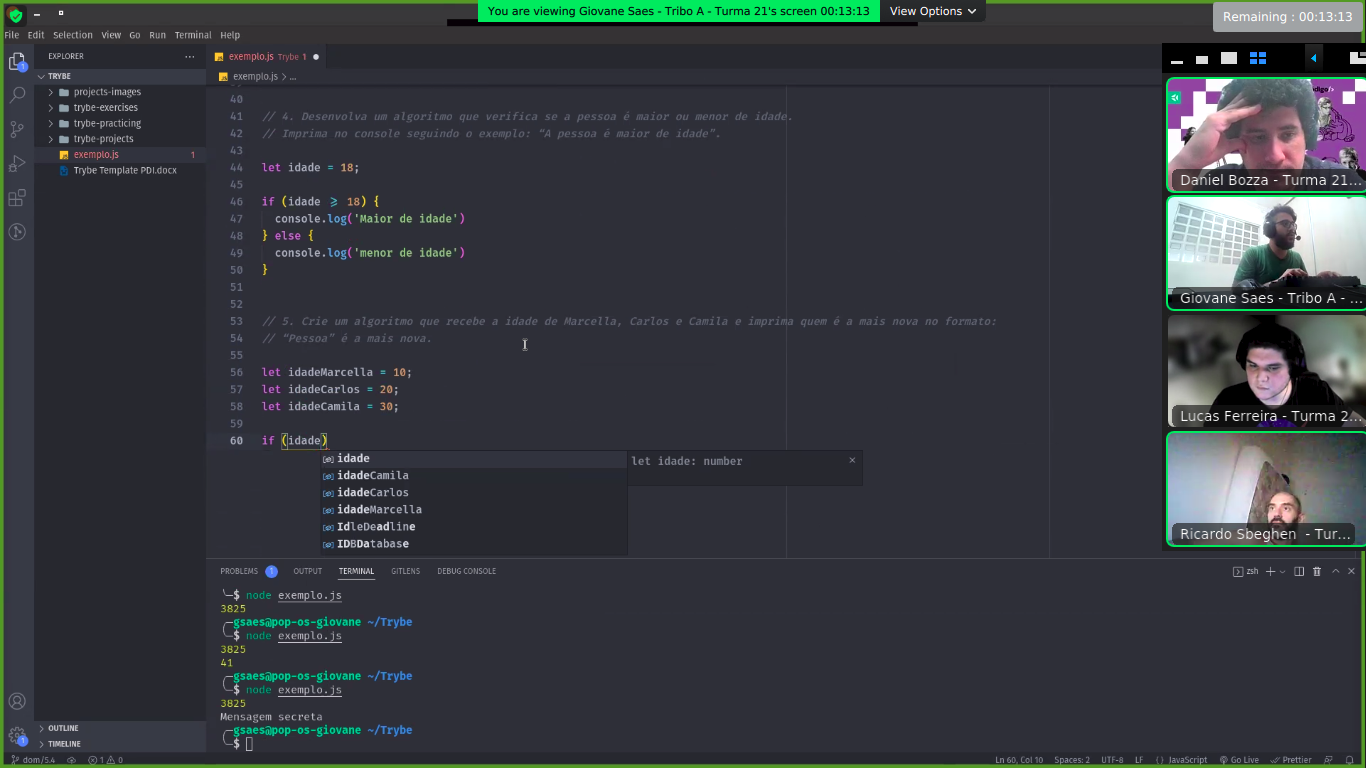 You are viewing Giovane Saes - Tribo A - Turma 21's screen 00:13:13
View Options
Remaining : 00:13:13
File Edit Selection View Go Run Terminal Help
EXPLORER
TRYBE
projects-images
trybe-exercises
trybe-practicing
trybe-projects
exemplo.js 1
Trybe Template PDI.docx
OUTLINE
TIMELINE
exemplo.js Trybe 1
exemplo.js > ...
40
41 // 4. Desenvolva um algoritmo que verifica se a pessoa é maior ou menor de idade.
42 // Imprima no console seguindo o exemplo: “A pessoa é maior de idade”.
43
44 let idade = 18;
45
46 if (idade ⩾ 18) {
47 console.log('Maior de idade')
48 } else {
49 console.log('menor de idade')
50 }
51
52
53 // 5. Crie um algoritmo que recebe a idade de Marcella, Carlos e Camila e imprima quem é a mais nova no formato:
54 // “Pessoa” é a mais nova.
55
56 let idadeMarcella = 10;
57 let idadeCarlos = 20;
58 let idadeCamila = 30;
59
60 if (idade)
idade
idadeCamila
idadeCarlos
idadeMarcella
IdleDeadline
IDBDatabase
let idade: number
PROBLEMS 1 OUTPUT TERMINAL GITLENS DEBUG CONSOLE
zsh
$ node exemplo.js
3825
gsaes@pop-os-giovane ~/Trybe
$ node exemplo.js
3825
41
gsaes@pop-os-giovane ~/Trybe
$ node exemplo.js
3825
Mensagem secreta
gsaes@pop-os-giovane ~/Trybe
$
Daniel Bozza - Turma 21...
Giovane Saes - Tribo A - ...
Lucas Ferreira - Turma 2...
Ricardo Sbeghen - Tur...
dom/5.4 1 0
Ln 60, Col 10 Spaces: 2 UTF-8 LF JavaScript Go Live Prettier